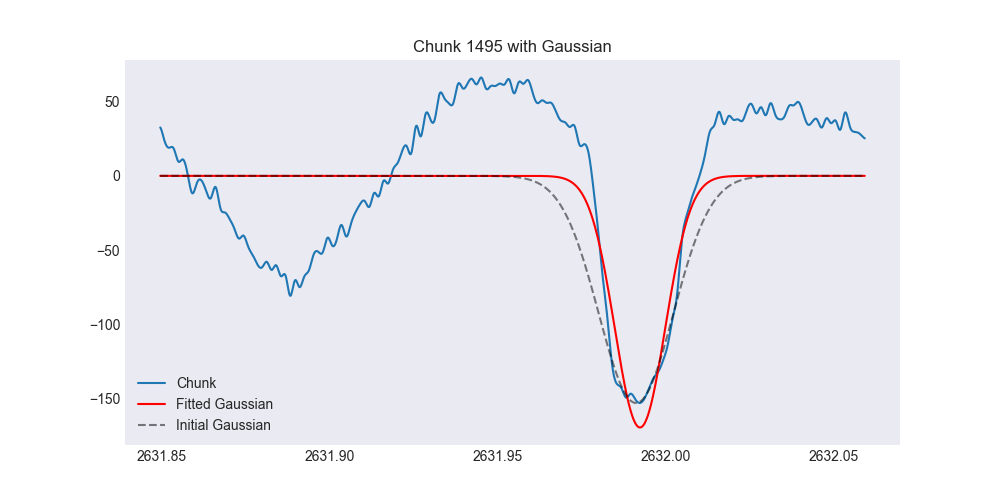 Chunk 1495 with Gaussian
50
0
−50
−100
−150
Chunk
Fitted Gaussian
Initial Gaussian
2631.85 2631.90 2631.95 2632.00 2632.05